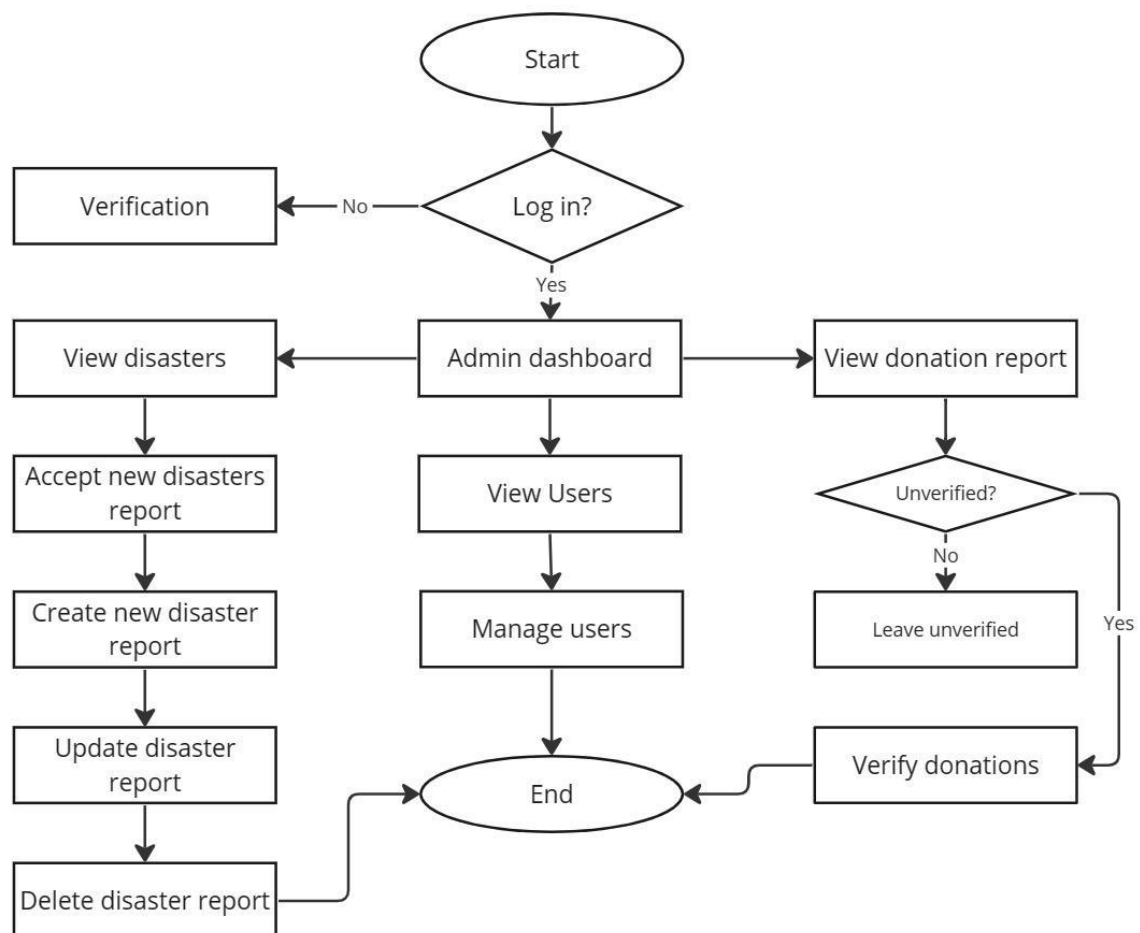 Start
Verification
No
Log in?
Yes
View disasters
Admin dashboard
View donation report
Accept new disasters
report
View Users
Unverified?
No
Create new disaster
report
Manage users
Leave unverified
Yes
Update disaster
report
End
Verify donations
Delete disaster report